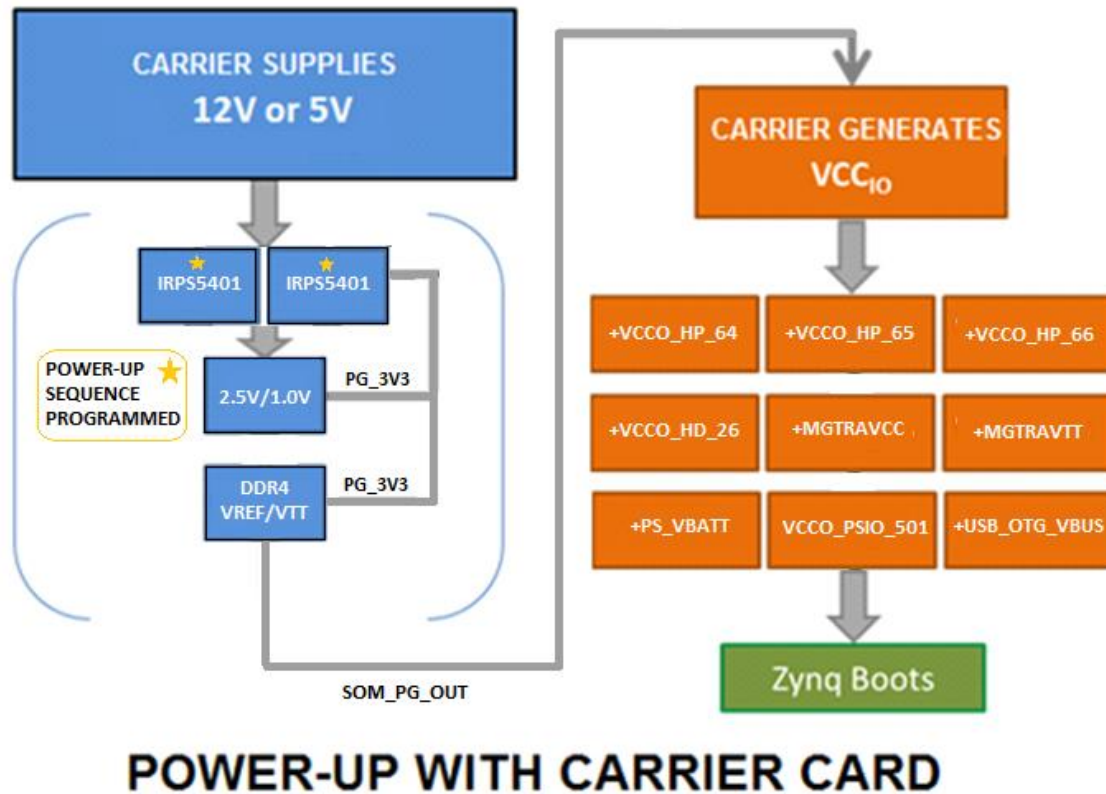 CARRIER SUPPLIES
12V or 5V
IRPS5401
IRPS5401
POWER-UP
SEQUENCE
PROGRAMMED
2.5V/1.0V
PG_3V3
DDR4
VREF/VTT
PG_3V3
SOM_PG_OUT
CARRIER GENERATES
VCCIO
+VCCO_HP_64
+VCCO_HP_65
+VCCO_HP_66
+VCCO_HD_26
+MGTRAVCC
+MGTRAVTT
+PS_VBATT
VCCO_PSIO_501
+USB_OTG_VBUS
Zynq Boots
POWER-UP WITH CARRIER CARD